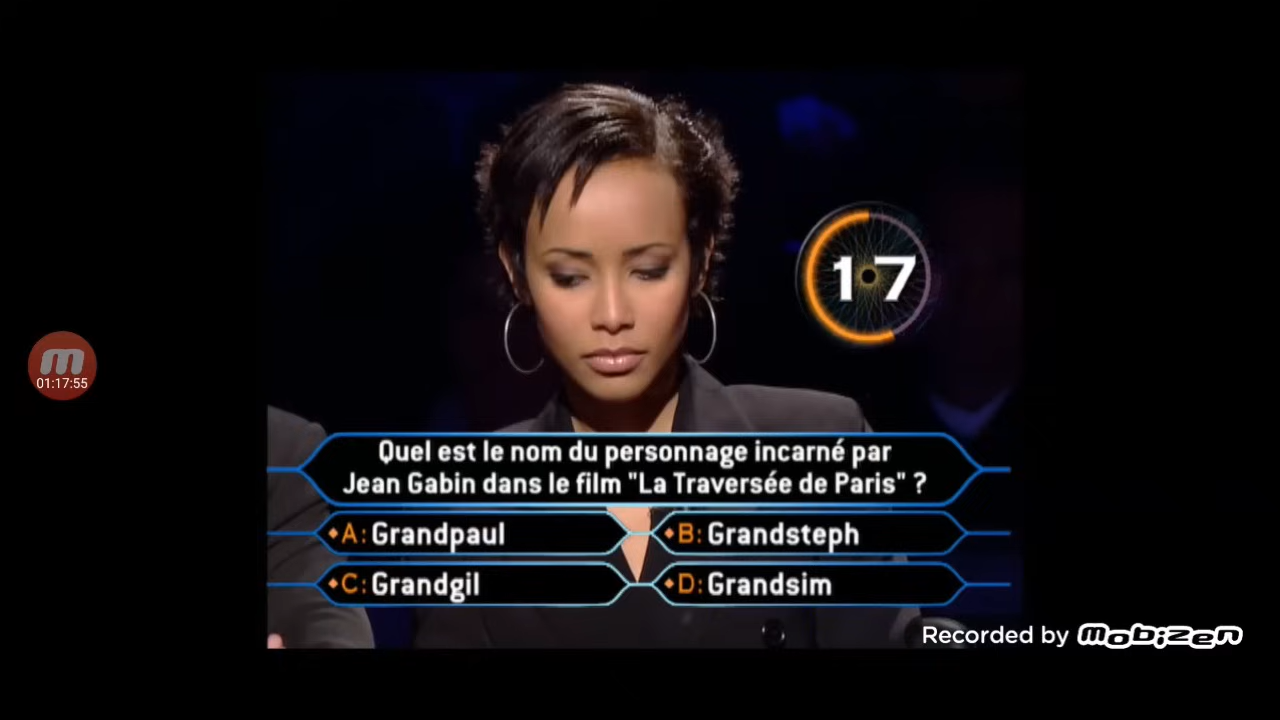 17
01:17:55
Quel est le nom du personnage incarné par
Jean Gabin dans le film "La Traversée de Paris" ?
A: Grandpaul
B: Grandsteph
C: Grandgil
D: Grandsim
Recorded by mobizen